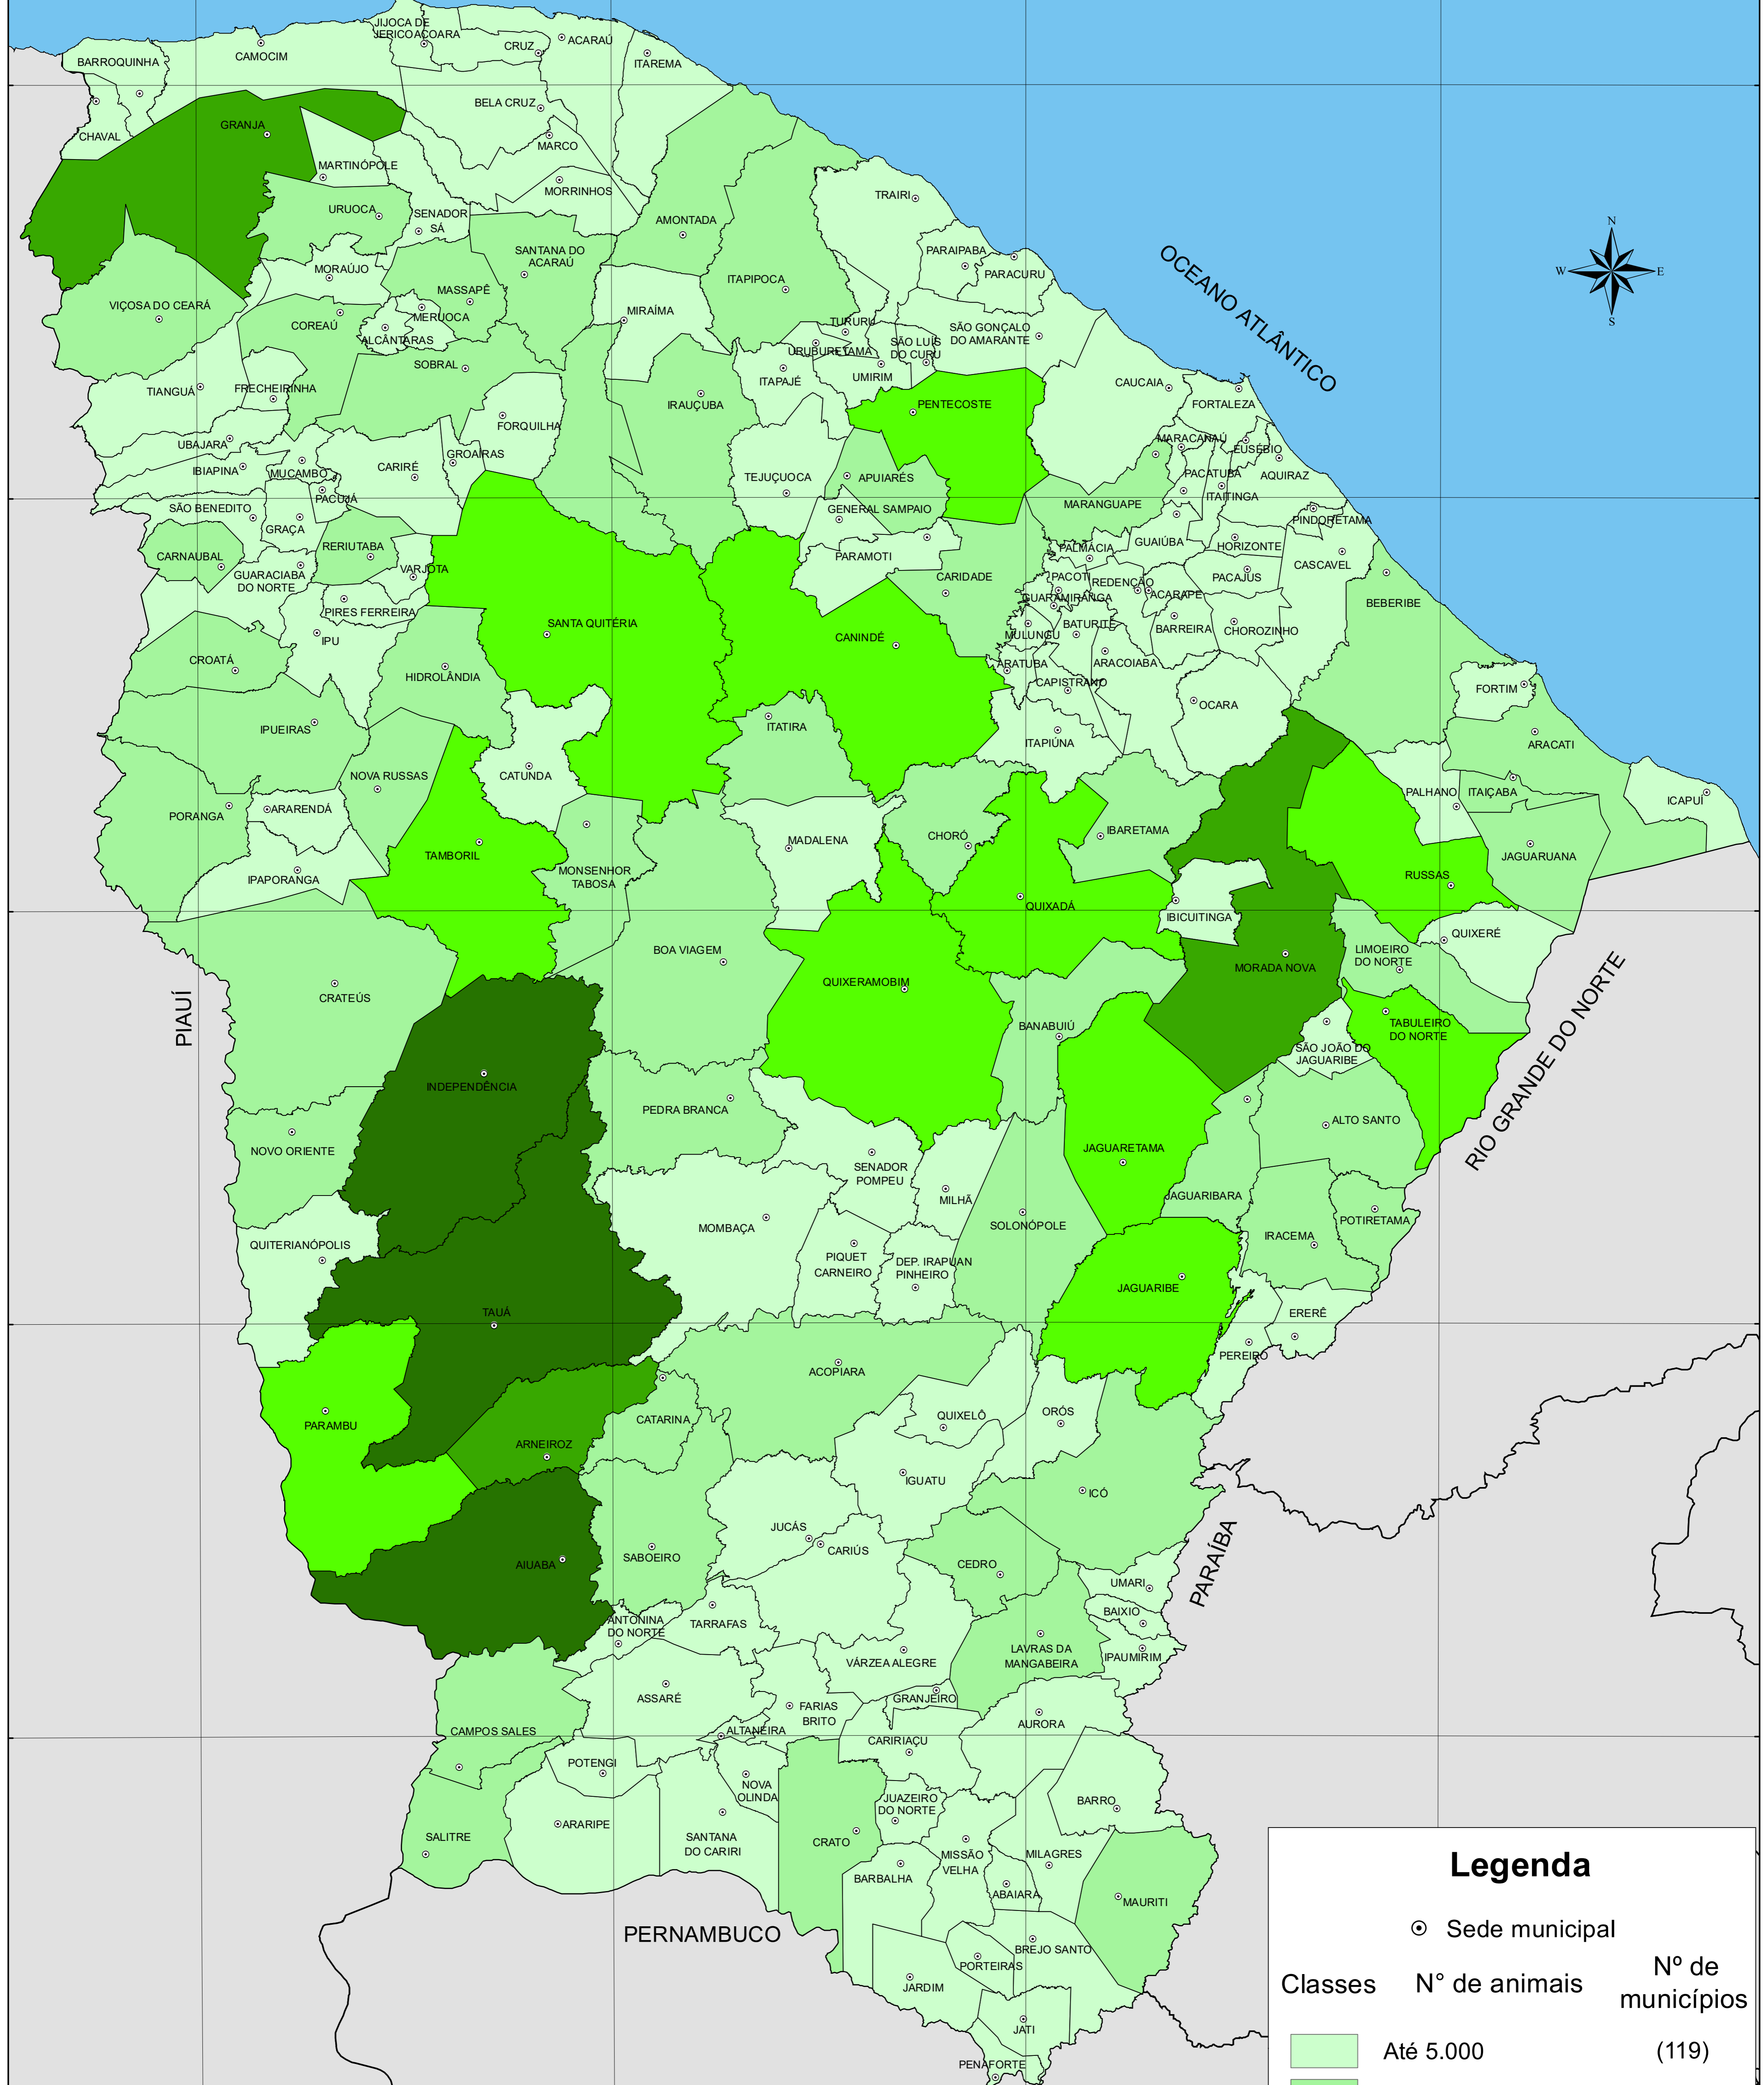 JIJOCA DE
JERICOACOARA
CRUZ
ACARAÚ
ITAREMA
CAMOCIM
BARROQUINHA
BELA CRUZ
CHAVAL
GRANJA
MARCO
MARTINÓPOLE
MORRINHOS
TRAIRI
URUOCA
SENADOR
SÁ
AMONTADA
N
W
E
S
SANTANA DO
ACARAÚ
PARAIPABA
PARACURU
OCEANO ATLÂNTICO
MORAÚJO
ITAPIPOCA
MASSAPÊ
VIÇOSA DO CEARÁ
MIRAÍMA
MERUOCA
COREAÚ
TURURU
SÃO GONÇALO
DO AMARANTE
ALCÂNTARAS
URUBURETAMA
SÃO LUÍS
DO CURU
SOBRAL
UMIRIM
ITAPAJÉ
CAUCAIA
TIANGUÁ
FRECHEIRINHA
IRAUÇUBA
PENTECOSTE
FORTALEZA
FORQUILHA
UBAJARA
MARACANAÚ
EUSÉBIO
GROAÍRAS
IBIAPINA
MUCAMBO
CARIRÉ
TEJUÇUOCA
APUIARÉS
PACATUBA
AQUIRAZ
PACUJÁ
ITAITINGA
SÃO BENEDITO
GENERAL SAMPAIO
MARANGUAPE
GRAÇA
PINDORETAMA
CARNAUBAL
RERIUTABA
PARAMOTI
PALMÁCIA
GUAIÚBA
HORIZONTE
VARJOTA
GUARACIABA
DO NORTE
CARIDADE
PACOTI
REDENÇÃO
PACAJUS
CASCAVEL
PIRES FERREIRA
GUARAMIRANGA
ACARAPE
BEBERIBE
SANTA QUITÉRIA
CANINDÉ
MULUNGU
BATURITÉ
BARREIRA
CHOROZINHO
IPU
CROATÁ
HIDROLÂNDIA
ARATUBA
ARACOIABA
CAPISTRANO
FORTIM
OCARA
IPUEIRAS
ITATIRA
ITAPIÚNA
ARACATI
NOVA RUSSAS
CATUNDA
PALHANO
ITAIÇABA
ICAPUÍ
PORANGA
ARARENDÁ
MADALENA
CHORÓ
IBARETAMA
TAMBORIL
JAGUARUANA
IPAPORANGA
MONSENHOR
TABOSA
RUSSAS
QUIXADÁ
IBICUITINGA
QUIXERÉ
BOA VIAGEM
LIMOEIRO
DO NORTE
MORADA NOVA
QUIXERAMOBIM
CRATEÚS
PIAUÍ
BANABUIÚ
TABULEIRO
DO NORTE
SÃO JOÃO DO
JAGUARIBE
RIO GRANDE DO NORTE
INDEPENDÊNCIA
PEDRA BRANCA
ALTO SANTO
NOVO ORIENTE
JAGUARETAMA
SENADOR
POMPEU
MILHÃ
JAGUARIBARA
MOMBAÇA
SOLONÓPOLE
POTIRETAMA
QUITERIANÓPOLIS
IRACEMA
PIQUET
CARNEIRO
DEP. IRAPUAN
PINHEIRO
JAGUARIBE
TAUÁ
ERERÊ
PEREIRO
ACOPIARA
PARAMBU
CATARINA
QUIXELÔ
ORÓS
ARNEIROZ
IGUATU
ICÓ
JUCÁS
CARIÚS
SABOEIRO
AIUABA
CEDRO
PARAÍBA
UMARI
BAIXIO
ANTONINA
DO NORTE
TARRAFAS
LAVRAS DA
MANGABEIRA
IPAUMIRIM
VÁRZEA ALEGRE
ASSARÉ
GRANJEIRO
FARIAS
BRITO
AURORA
CAMPOS SALES
ALTANEIRA
CARIRIAÇU
POTENGI
NOVA
OLINDA
JUAZEIRO
DO NORTE
BARRO
ARARIPE
SALITRE
SANTANA
DO CARIRI
CRATO
MISSÃO
VELHA
MILAGRES
BARBALHA
ABAIARA
MAURITI
PERNAMBUCO
BREJO SANTO
PORTEIRAS
JARDIM
JATI
PENAFORTE
Legenda
Sede municipal
Classes
N° de animais
Nº de
municípios
Até 5.000
(119)